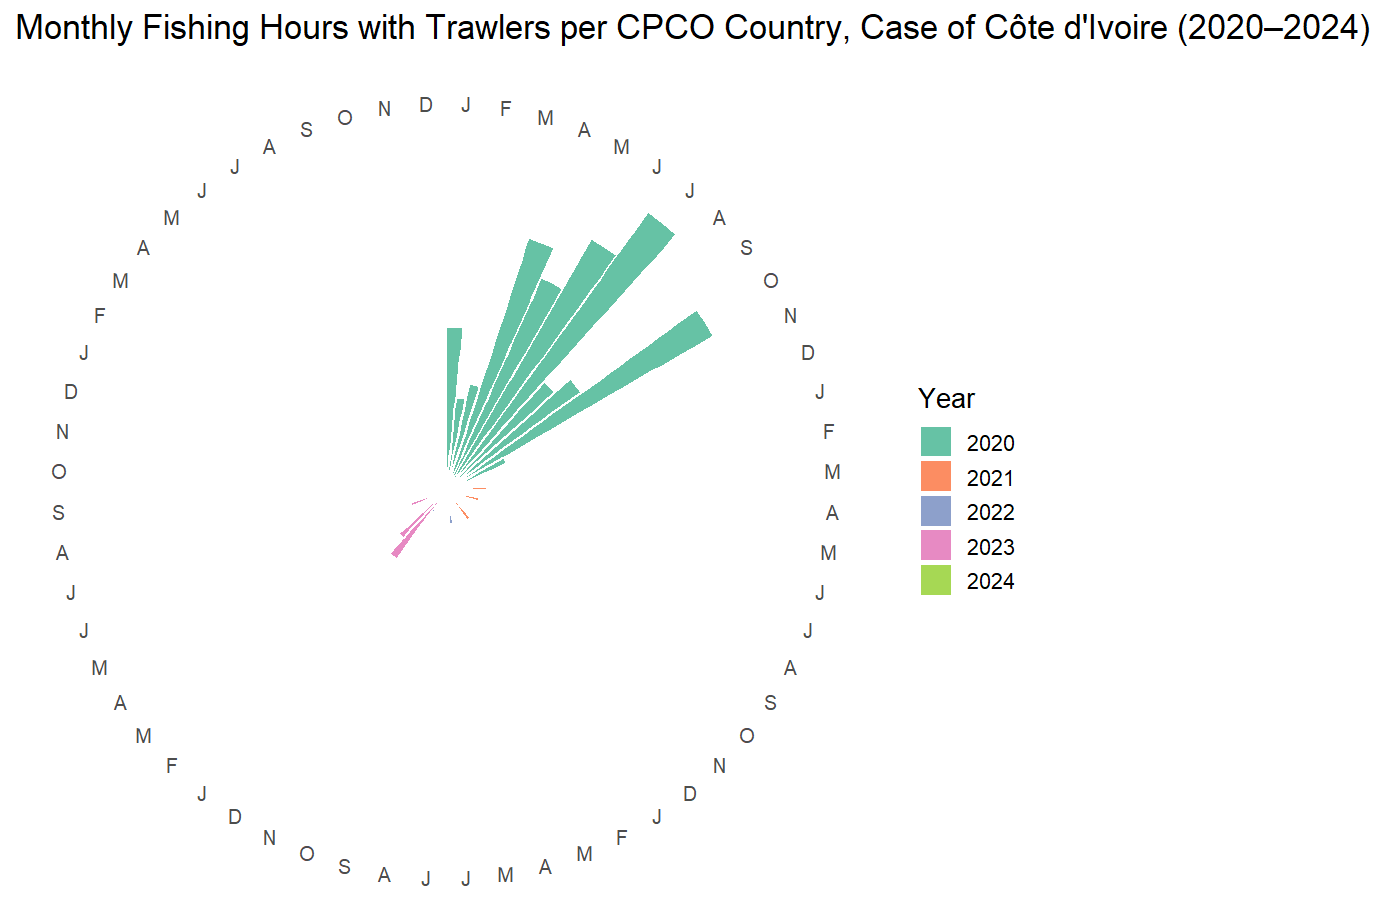 Monthly Fishing Hours with Trawlers per CPCO Country, Case of Côte d'Ivoire (2020–2024)
J F M A M J J A S O N D
J F M A M J J A S O N D
J F M A M J J A S O N D
J F M A M J J A S O N D
J F M A M J J A S O N D
Year
2020
2021
2022
2023
2024